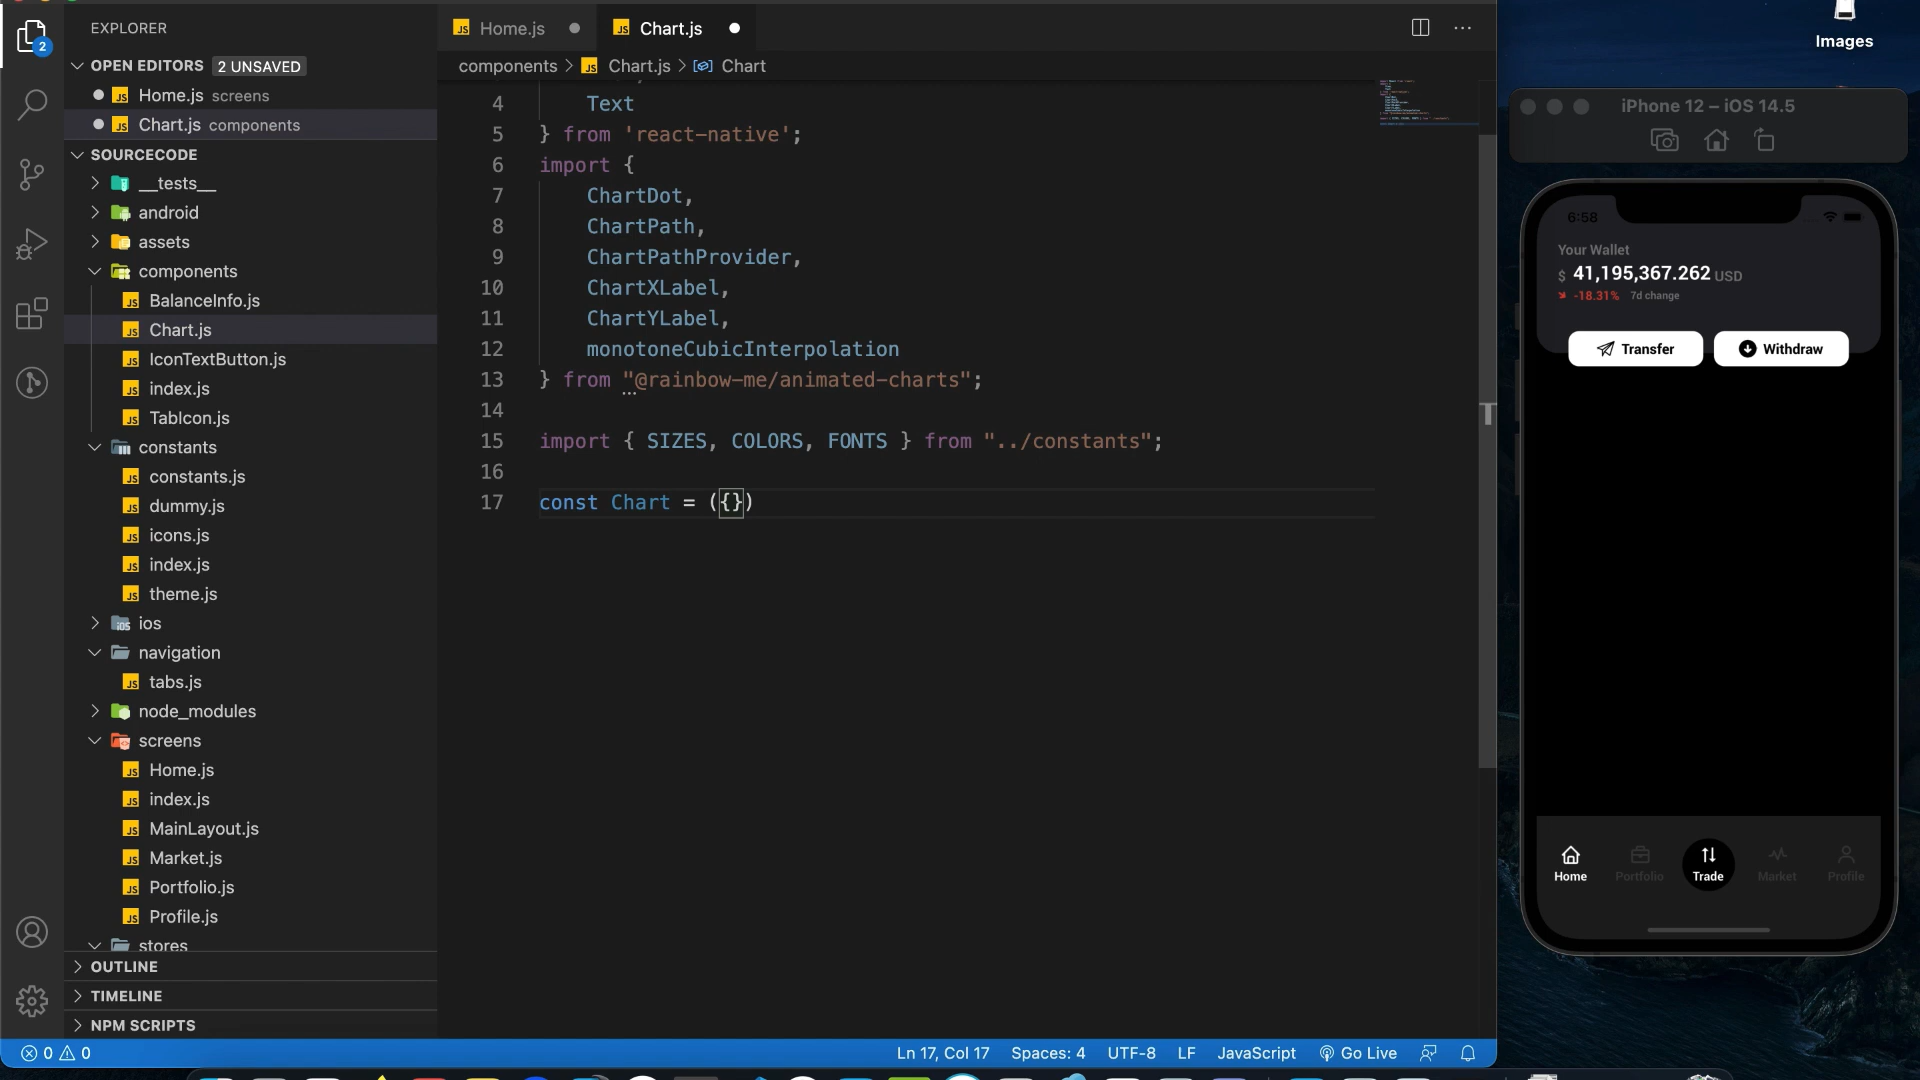 EXPLORER
OPEN EDITORS 2 UNSAVED
Home.js screens
Chart.js components
SOURCECODE
__tests__
android
assets
components
BalanceInfo.js
Chart.js
IconTextButton.js
index.js
TabIcon.js
constants
constants.js
dummy.js
icons.js
index.js
theme.js
ios
navigation
tabs.js
node_modules
screens
Home.js
index.js
MainLayout.js
Market.js
Portfolio.js
Profile.js
stores
OUTLINE
TIMELINE
NPM SCRIPTS
2
Home.js
Chart.js
components > Chart.js > Chart
4 Text
5 } from 'react-native';
6 import {
7 ChartDot,
8 ChartPath,
9 ChartPathProvider,
10 ChartXLabel,
11 ChartYLabel,
12 monotoneCubicInterpolation
13 } from "@rainbow-me/animated-charts";
14
15 import { SIZES, COLORS, FONTS } from "../constants";
16
17 const Chart = ({})
0 0
Ln 17, Col 17 Spaces: 4 UTF-8 LF JavaScript Go Live
Images
iPhone 12 – iOS 14.5
6:58
Your Wallet
$ 41,195,367.262 USD
-18.31% 7d change
Transfer Withdraw
Home Portfolio Trade Market Profile